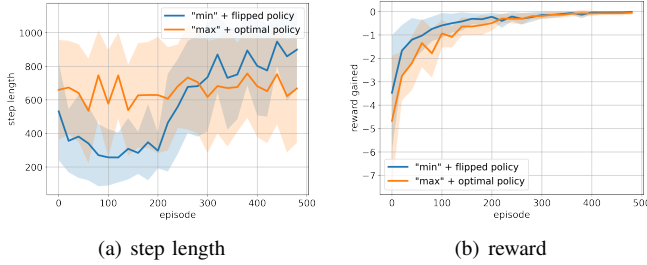 "min" + flipped policy
"max" + optimal policy
step length
1000
800
600
400
200
0 100 200 300 400 500
episode
(a) step length
reward gained
0
−1
−2
−3
−4
−5
−6
−7
"min" + flipped policy
"max" + optimal policy
0 100 200 300 400 500
episode
(b) reward